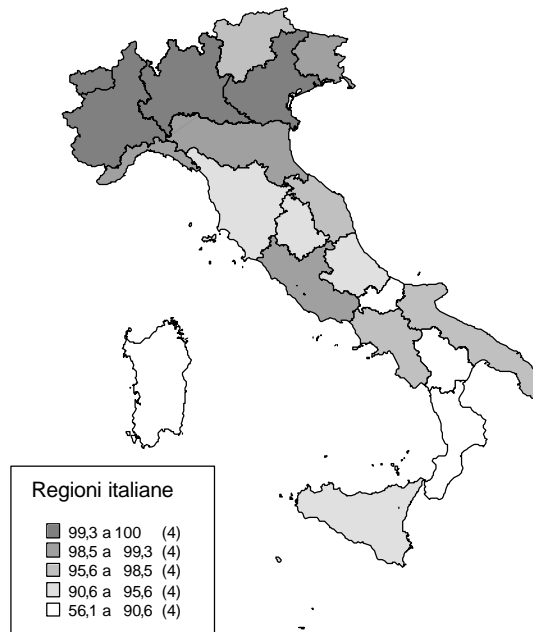 Regioni italiane
99,3 a 100 (4)
98,5 a 99,3 (4)
95,6 a 98,5 (4)
90,6 a 95,6 (4)
56,1 a 90,6 (4)